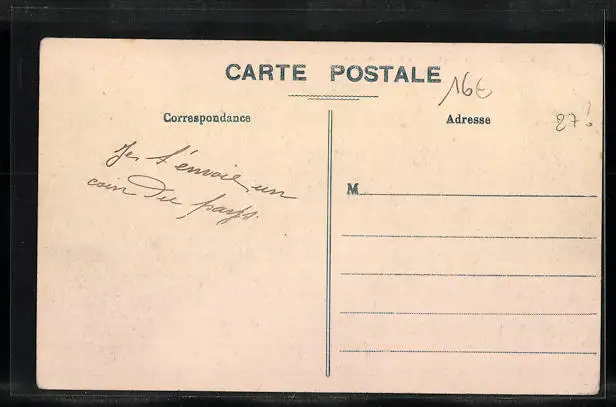 CARTE POSTALE
16€
Correspondance
Adresse
27
Je t'envoie un
coin Du pays.
M